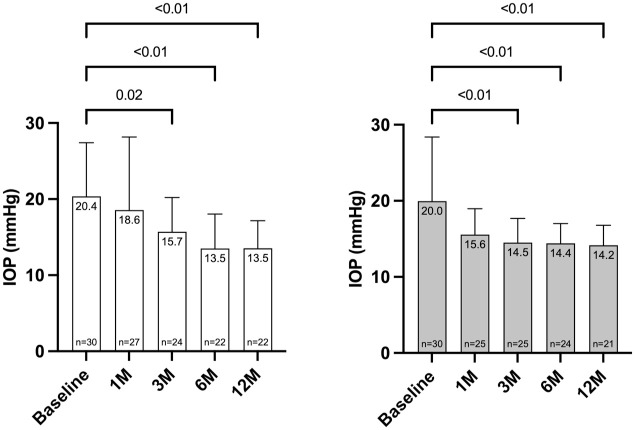 <0.01
<0.01
0.02
30
20
10
0
IOP (mmHg)
20.4
18.6
15.7
13.5
13.5
n=30
n=27
n=24
n=22
n=22
Baseline
1M
3M
6M
12M
<0.01
<0.01
<0.01
30
20
10
0
IOP (mmHg)
20.0
15.6
14.5
14.4
14.2
n=30
n=25
n=25
n=24
n=21
Baseline
1M
3M
6M
12M